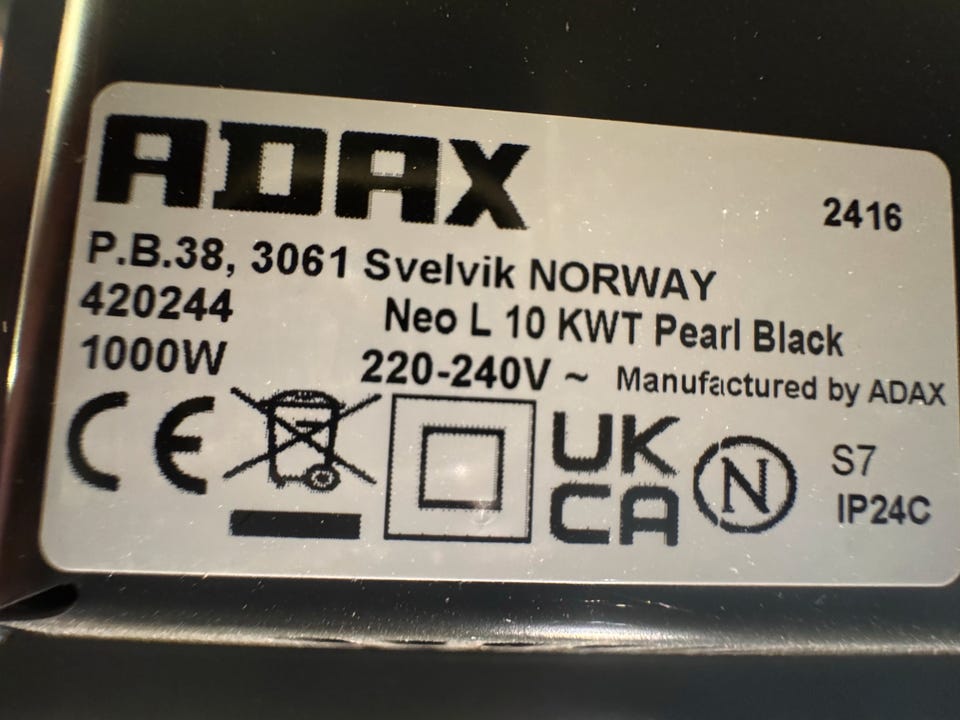 ADAX
2416
P.B.38, 3061 Svelvik NORWAY
420244 Neo L 10 KWT Pearl Black
1000W 220-240V ~ Manufactured by ADAX
CE UK CA N S7
IP24C